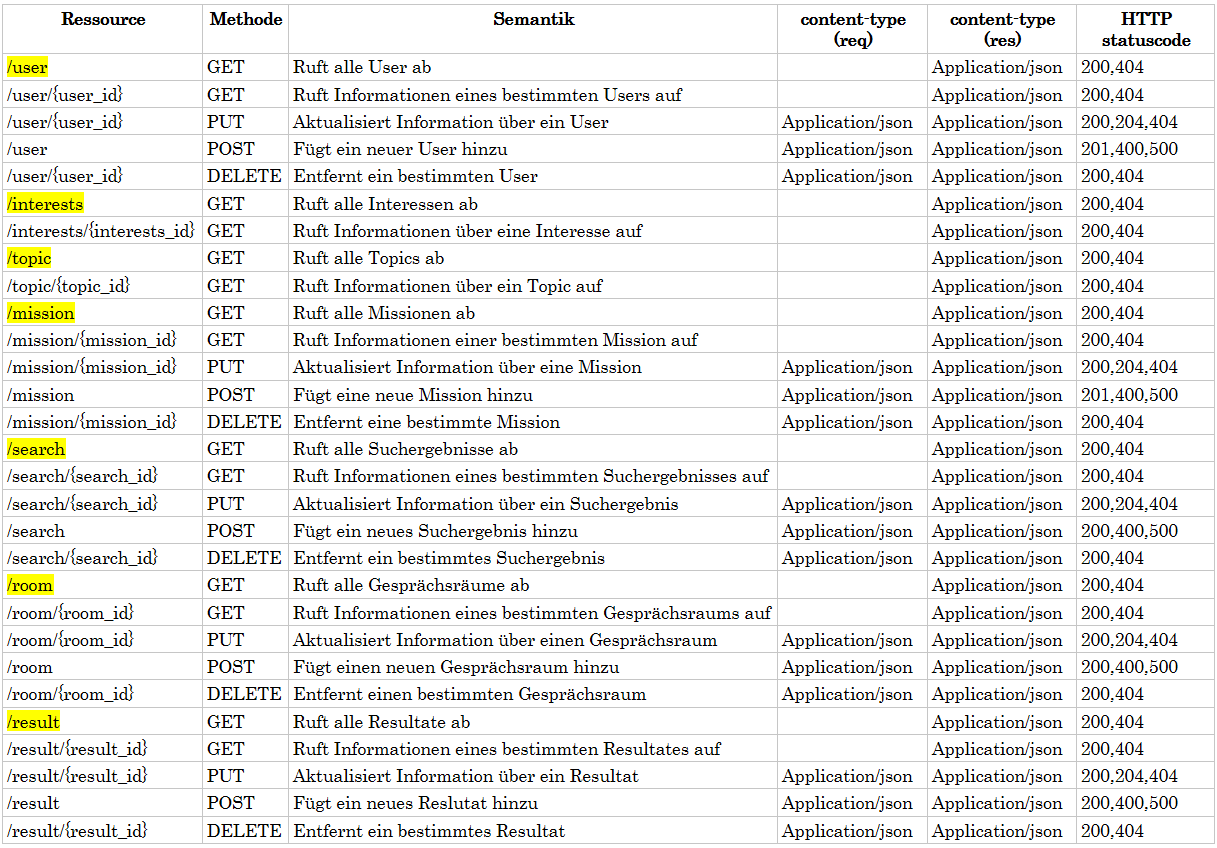 Ressource Methode Semantik content-type (req) content-type (res) HTTP statuscode
/user GET Ruft alle User ab Application/json 200,404
/user/{user_id} GET Ruft Informationen eines bestimmten Users auf Application/json 200,404
/user/{user_id} PUT Aktualisiert Information über ein User Application/json Application/json 200,204,404
/user POST Fügt ein neuer User hinzu Application/json Application/json 201,400,500
/user/{user_id} DELETE Entfernt ein bestimmten User Application/json Application/json 200,404
/interests GET Ruft alle Interessen ab Application/json 200,404
/interests/{interests_id} GET Ruft Informationen über eine Interesse auf Application/json 200,404
/topic GET Ruft alle Topics ab Application/json 200,404
/topic/{topic_id} GET Ruft Informationen über ein Topic auf Application/json 200,404
/mission GET Ruft alle Missionen ab Application/json 200,404
/mission/{mission_id} GET Ruft Informationen einer bestimmten Mission auf Application/json 200,404
/mission/{mission_id} PUT Aktualisiert Information über eine Mission Application/json Application/json 200,204,404
/mission POST Fügt eine neue Mission hinzu Application/json Application/json 201,400,500
/mission/{mission_id} DELETE Entfernt eine bestimmte Mission Application/json Application/json 200,404
/search GET Ruft alle Suchergebnisse ab Application/json 200,404
/search/{search_id} GET Ruft Informationen eines bestimmten Suchergebnisses auf Application/json 200,404
/search/{search_id} PUT Aktualisiert Information über ein Suchergebnis Application/json Application/json 200,204,404
/search POST Fügt ein neues Suchergebnis hinzu Application/json Application/json 200,400,500
/search/{search_id} DELETE Entfernt ein bestimmtes Suchergebnis Application/json Application/json 200,404
/room GET Ruft alle Gesprächsräume ab Application/json 200,404
/room/{room_id} GET Ruft Informationen eines bestimmten Gesprächsraums auf Application/json 200,404
/room/{room_id} PUT Aktualisiert Information über einen Gesprächsraum Application/json Application/json 200,204,404
/room POST Fügt einen neuen Gesprächsraum hinzu Application/json Application/json 200,400,500
/room/{room_id} DELETE Entfernt einen bestimmten Gesprächsraum Application/json Application/json 200,404
/result GET Ruft alle Resultate ab Application/json 200,404
/result/{result_id} GET Ruft Informationen eines bestimmten Resultates auf Application/json 200,404
/result/{result_id} PUT Aktualisiert Information über ein Resultat Application/json Application/json 200,204,404
/result POST Fügt ein neues Reslutat hinzu Application/json Application/json 200,400,500
/result/{result_id} DELETE Entfernt ein bestimmtes Resultat Application/json Application/json 200,404